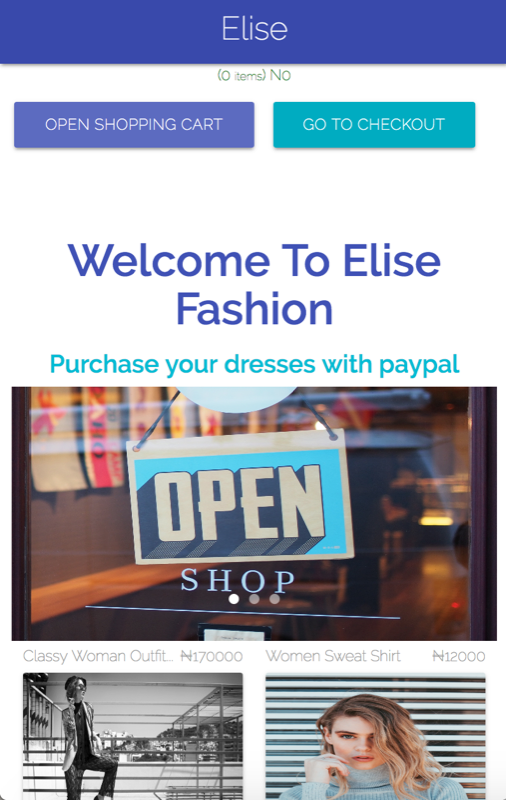 Elise
(0 items) N0
OPEN SHOPPING CART
GO TO CHECKOUT
Welcome To Elise
Fashion
Purchase your dresses with paypal
OPEN
SHOP
Classy Woman Outfit... ₦170000
Women Sweat Shirt ₦12000